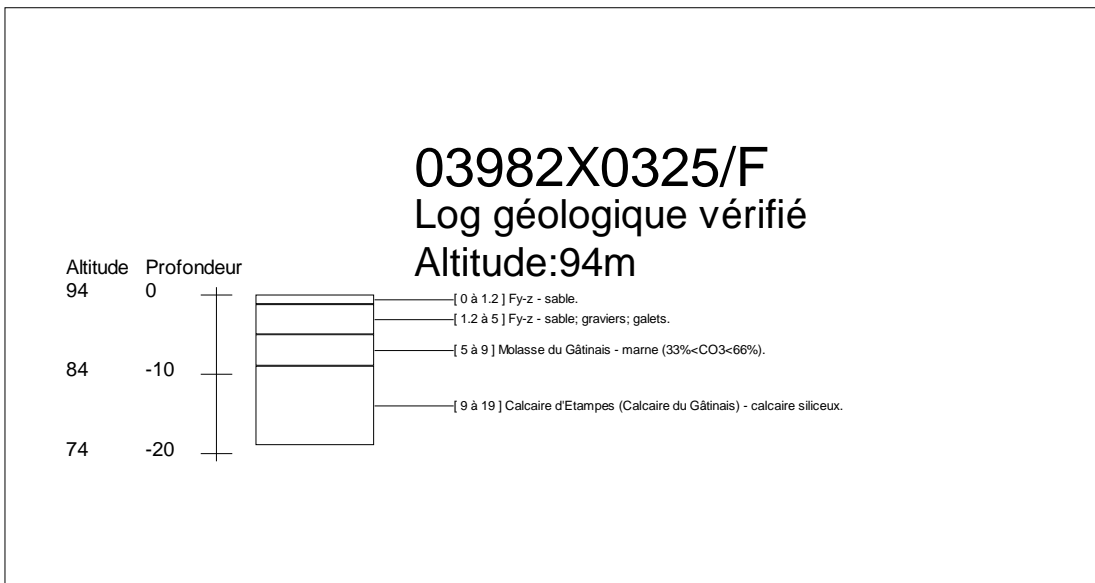 03982X0325/F
Log géologique vérifié
Altitude:94m
Altitude Profondeur
94 0
[ 0 à 1.2 ] Fy-z - sable.
[ 1.2 à 5 ] Fy-z - sable; graviers; galets.
[ 5 à 9 ] Molasse du Gâtinais - marne (33%<CO3<66%).
84 -10
[ 9 à 19 ] Calcaire d'Etampes (Calcaire du Gâtinais) - calcaire siliceux.
74 -20